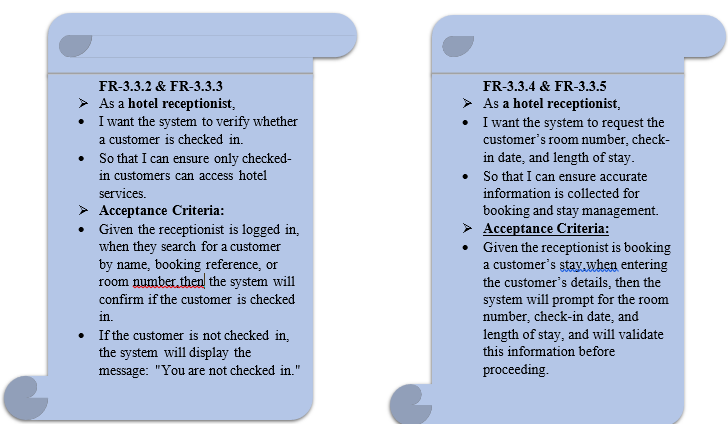 FR-3.3.2 & FR-3.3.3
➤ As a hotel receptionist,
• I want the system to verify whether
a customer is checked in.
• So that I can ensure only checked-
in customers can access hotel
services.
➤ Acceptance Criteria:
• Given the receptionist is logged in,
when they search for a customer
by name, booking reference, or
room number,then the system will
confirm if the customer is checked
in.
• If the customer is not checked in,
the system will display the
message: "You are not checked in."
FR-3.3.4 & FR-3.3.5
➤ As a hotel receptionist,
• I want the system to request the
customer’s room number, check-
in date, and length of stay.
• So that I can ensure accurate
information is collected for
booking and stay management.
➤ Acceptance Criteria:
• Given the receptionist is booking
a customer’s stay,when entering
the customer’s details, then the
system will prompt for the room
number, check-in date, and
length of stay, and will validate
this information before
proceeding.